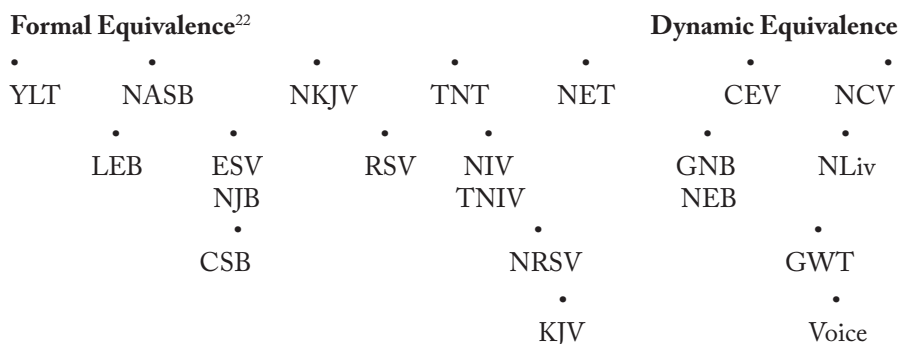 Formal Equivalence22 Dynamic Equivalence
YLT NASB NKJV TNT NET CEV NCV
LEB ESV RSV NIV GNB NLiv
NJB TNIV NEB
CSB NRSV GWT
KJV Voice